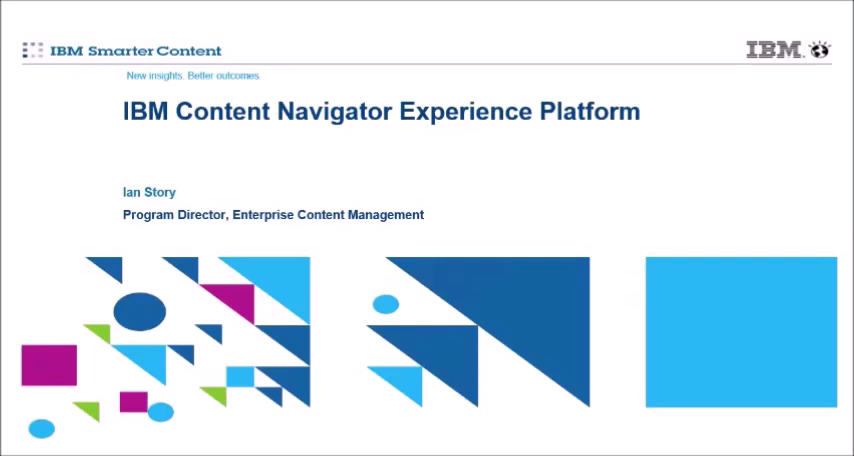 IBM Smarter Content
IBM.
New insights. Better outcomes.
IBM Content Navigator Experience Platform
Ian Story
Program Director, Enterprise Content Management